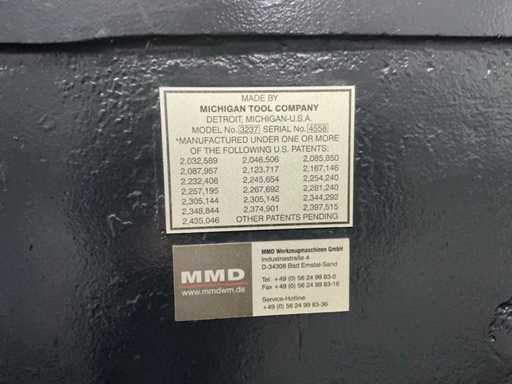 MADE BY
MICHIGAN TOOL COMPANY
DETROIT, MICHIGAN-U.S.A.
MODEL No. 3237 SERIAL No. 4558
*MANUFACTURED UNDER ONE OR MORE
OF THE FOLLOWING U.S. PATENTS:
2,032,589 2,046,506 2,085,850
2,087,957 2,123,717 2,167,146
2,232,408 2,245,654 2,254,240
2,257,195 2,267,692 2,281,240
2,305,144 2,305,145 2,344,292
2,348,844 2,374,901 2,397,515
2,435,046 OTHER PATENTS PENDING
MMD
www.mmdwm.de
MMD Werkzeugmaschinen GmbH
Industriestraße 4
D-34308 Bad Emstal-Sand
Tel. +49 (0) 56 24 99 83-0
Fax +49 (0) 56 24 99 83-16
Service-Hotline
+49 (0) 56 24 99 83-36